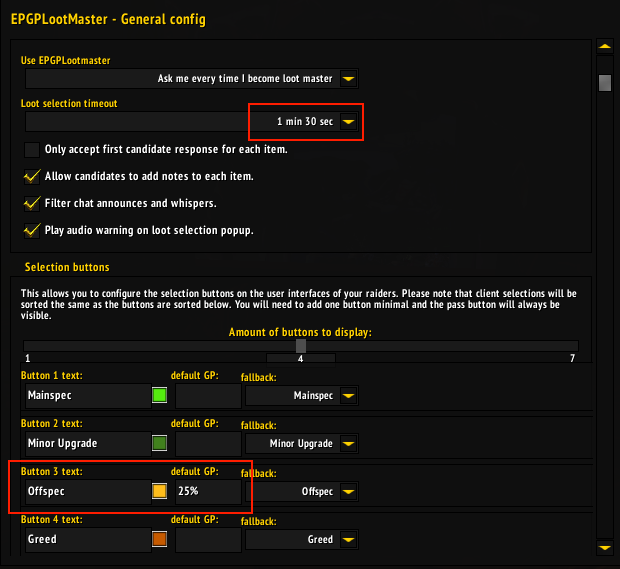 EPGPLootMaster - General config
Use EPGPLootmaster
Ask me every time I become loot master
Loot selection timeout
1 min 30 sec
Only accept first candidate response for each item.
Allow candidates to add notes to each item.
Filter chat announces and whispers.
Play audio warning on loot selection popup.
Selection buttons
This allows you to configure the selection buttons on the user interfaces of your raiders. Please note that client selections will be
sorted the same as the buttons are sorted below. You will need to add one button minimal and the pass button will always be
visible.
Amount of buttons to display:
1 4 7
Button 1 text: default GP: fallback:
Mainspec Mainspec
Button 2 text: default GP: fallback:
Minor Upgrade Minor Upgrade
Button 3 text: default GP: fallback:
Offspec 25% Offspec
Button 4 text: default GP: fallback:
Greed Greed